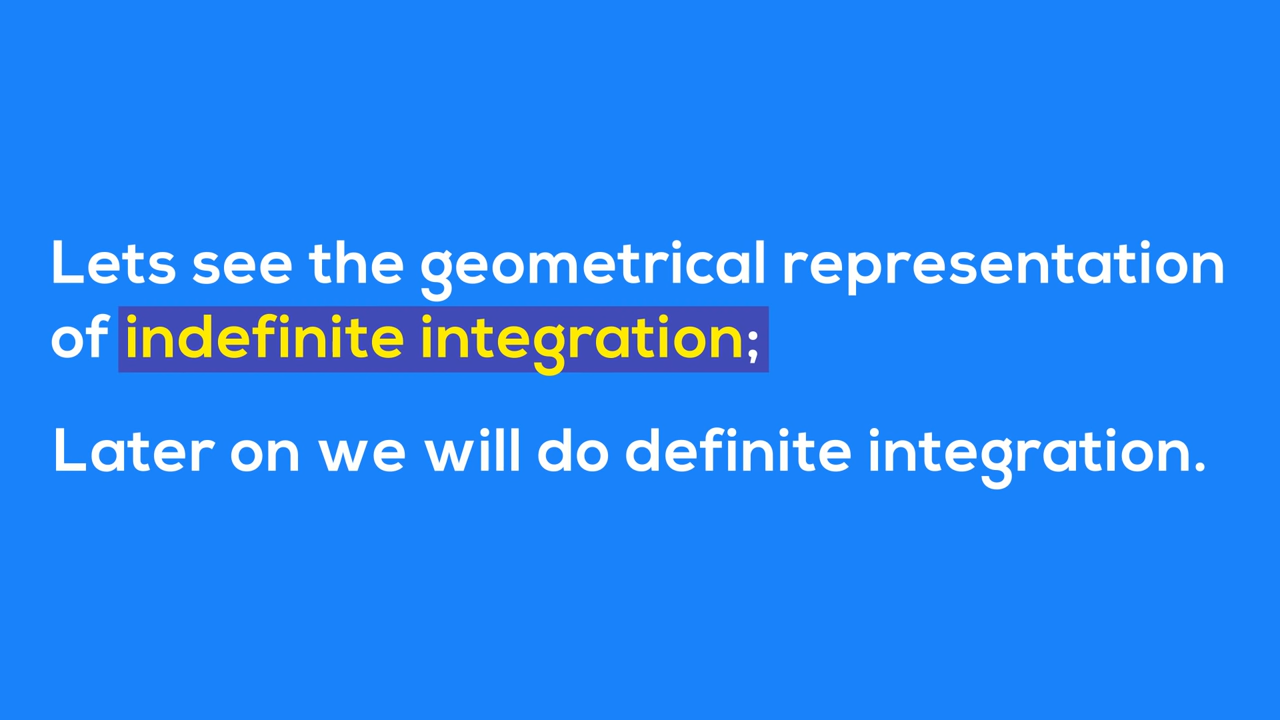 Lets see the geometrical representation
of indefinite integration;
Later on we will do definite integration.